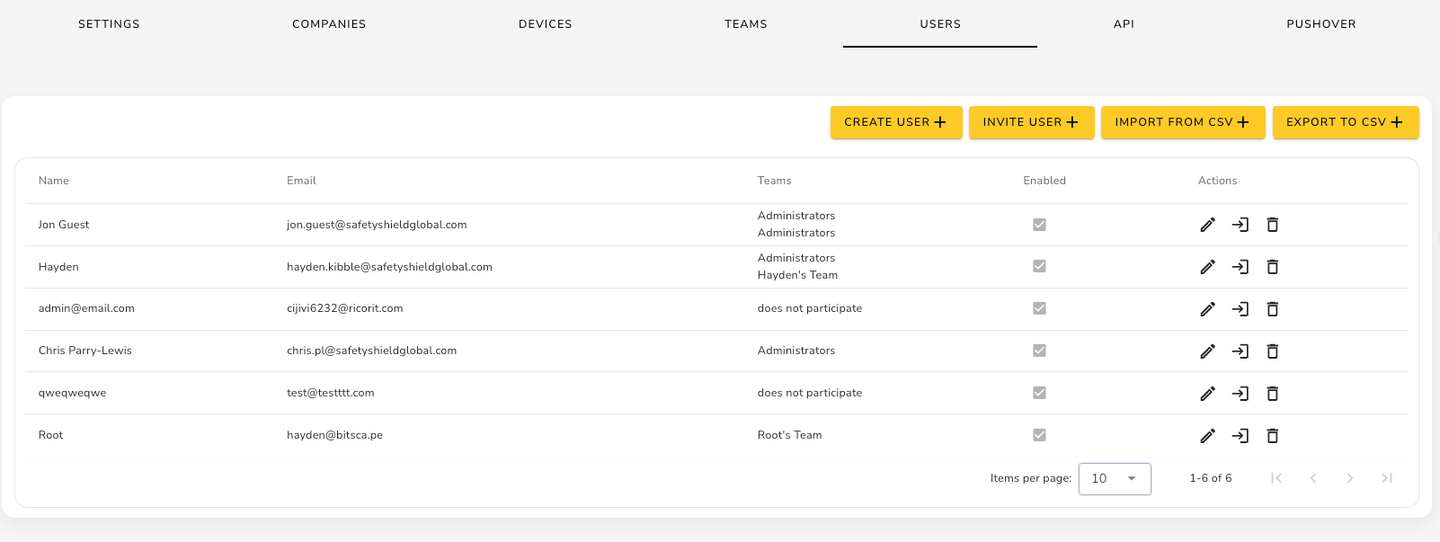 SETTINGS COMPANIES DEVICES TEAMS USERS API PUSHOVER
CREATE USER INVITE USER IMPORT FROM CSV EXPORT TO CSV
Name Email Teams Enabled Actions
Jon Guest jon.guest@safetyshieldglobal.com Administrators
Administrators
Hayden hayden.kibble@safetyshieldglobal.com Administrators
Hayden's Team
admin@email.com cijivi6232@ricorit.com does not participate
Chris Parry-Lewis chris.pl@safetyshieldglobal.com Administrators
qweqweqwe test@testttt.com does not participate
Root hayden@bitsca.pe Root's Team
Items per page: 10 1-6 of 6